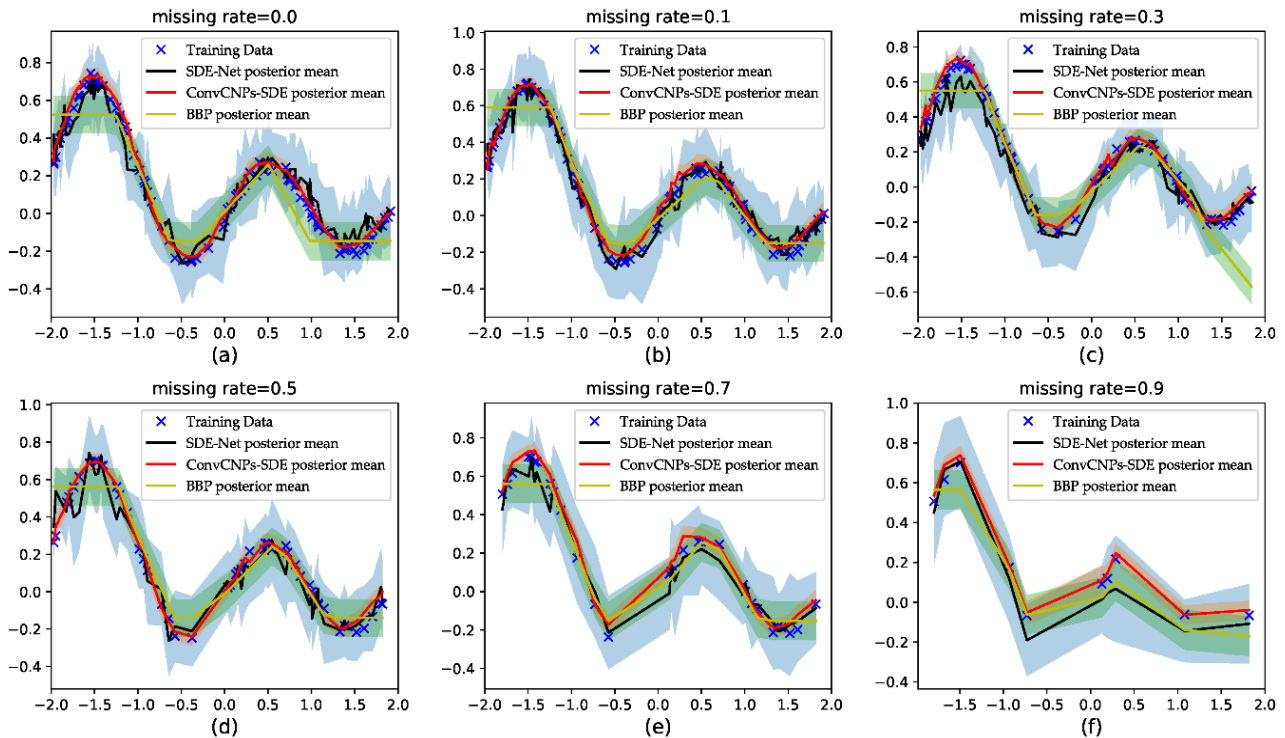 missing rate=0.0
Training Data
SDE-Net posterior mean
ConvCNPs-SDE posterior mean
BBP posterior mean
0.8
0.6
0.4
0.2
0.0
−0.2
−0.4
−2.0 −1.5 −1.0 −0.5 0.0 0.5 1.0 1.5 2.0
(a)
missing rate=0.1
Training Data
SDE-Net posterior mean
ConvCNPs-SDE posterior mean
BBP posterior mean
1.0
0.8
0.6
0.4
0.2
0.0
−0.2
−0.4
−2.0 −1.5 −1.0 −0.5 0.0 0.5 1.0 1.5 2.0
(b)
missing rate=0.3
Training Data
SDE-Net posterior mean
ConvCNPs-SDE posterior mean
BBP posterior mean
0.8
0.6
0.4
0.2
0.0
−0.2
−0.4
−0.6
−2.0 −1.5 −1.0 −0.5 0.0 0.5 1.0 1.5 2.0
(c)
missing rate=0.5
Training Data
SDE-Net posterior mean
ConvCNPs-SDE posterior mean
BBP posterior mean
1.0
0.8
0.6
0.4
0.2
0.0
−0.2
−0.4
−2.0 −1.5 −1.0 −0.5 0.0 0.5 1.0 1.5 2.0
(d)
missing rate=0.7
Training Data
SDE-Net posterior mean
ConvCNPs-SDE posterior mean
BBP posterior mean
0.8
0.6
0.4
0.2
0.0
−0.2
−0.4
−2.0 −1.5 −1.0 −0.5 0.0 0.5 1.0 1.5 2.0
(e)
missing rate=0.9
Training Data
SDE-Net posterior mean
ConvCNPs-SDE posterior mean
BBP posterior mean
1.0
0.8
0.6
0.4
0.2
0.0
−0.2
−0.4
−1.5 −1.0 −0.5 0.0 0.5 1.0 1.5 2.0
(f)